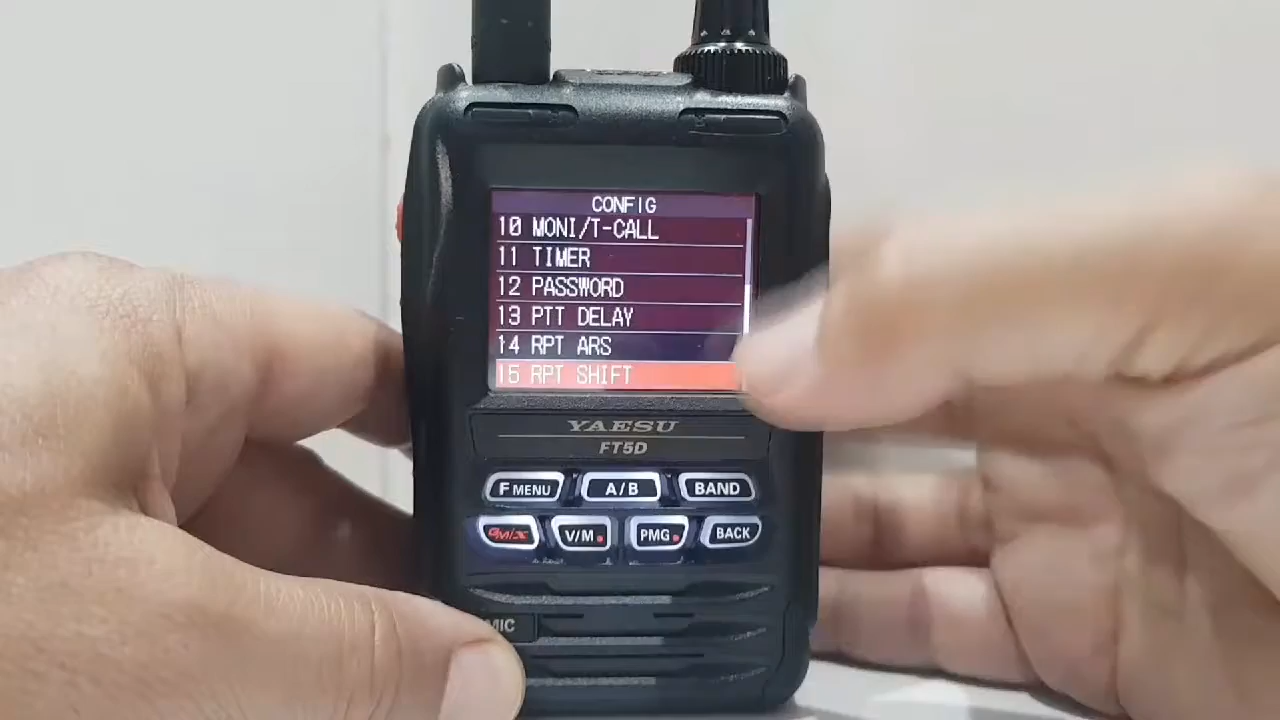 CONFIG
10 MONI/T-CALL
11 TIMER
12 PASSWORD
13 PTT DELAY
14 RPT ARS
15 RPT SHIFT
YAESU
FT5D
F MENU A/B BAND
GM/X V/M PMG BACK
MIC